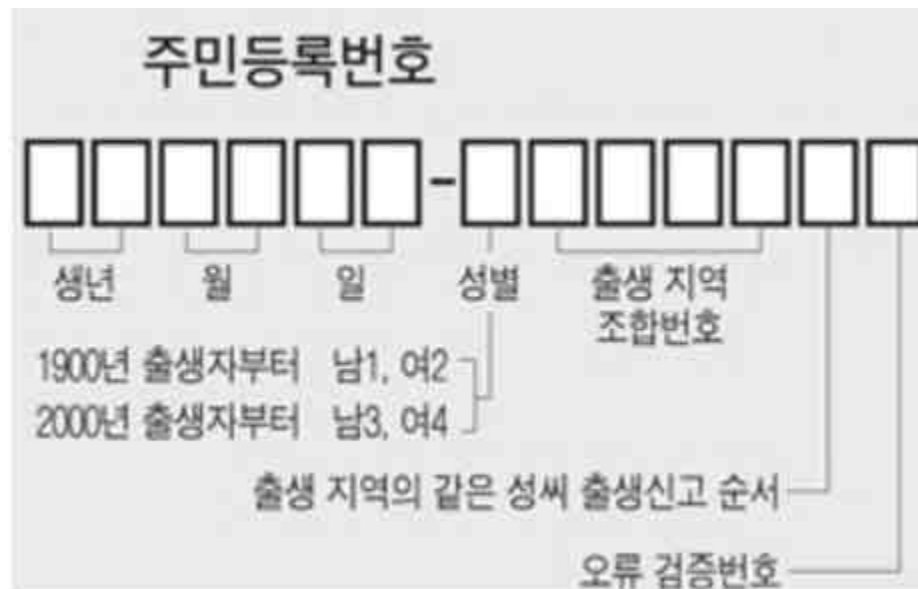 주민등록번호
-
생년 월 일 성별 출생 지역
조합번호
1900년 출생자부터 남1, 여2
2000년 출생자부터 남3, 여4
출생 지역의 같은 성씨 출생신고 순서
오류 검증번호